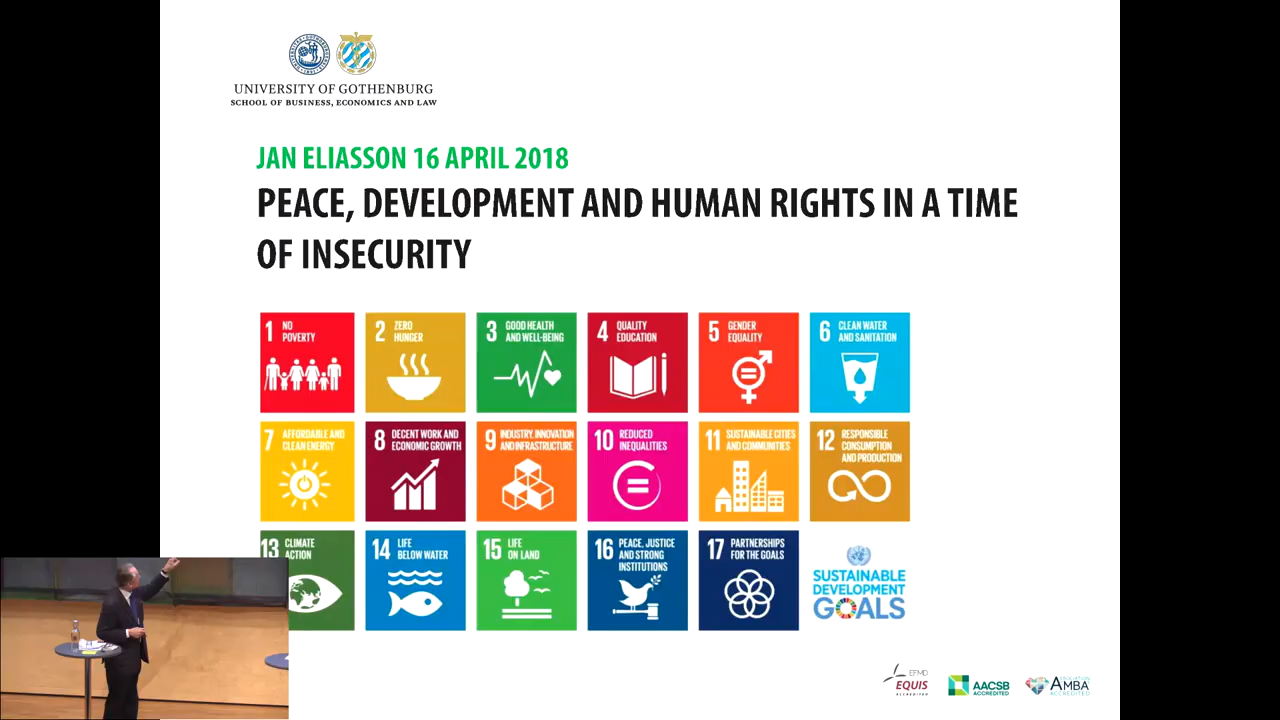 UNIVERSITY OF GOTHENBURG
SCHOOL OF BUSINESS, ECONOMICS AND LAW
JAN ELIASSON 16 APRIL 2018
PEACE, DEVELOPMENT AND HUMAN RIGHTS IN A TIME
OF INSECURITY
1 NO
POVERTY
2 ZERO
HUNGER
3 GOOD HEALTH
AND WELL-BEING
4 QUALITY
EDUCATION
5 GENDER
EQUALITY
6 CLEAN WATER
AND SANITATION
7 AFFORDABLE AND
CLEAN ENERGY
8 DECENT WORK AND
ECONOMIC GROWTH
9 INDUSTRY, INNOVATION
AND INFRASTRUCTURE
10 REDUCED
INEQUALITIES
11 SUSTAINABLE CITIES
AND COMMUNITIES
12 RESPONSIBLE
CONSUMPTION
AND PRODUCTION
13 CLIMATE
ACTION
14 LIFE
BELOW WATER
15 LIFE
ON LAND
16 PEACE, JUSTICE
AND STRONG
INSTITUTIONS
17 PARTNERSHIPS
FOR THE GOALS
SUSTAINABLE
DEVELOPMENT
GOALS
EFMD
EQUIS
ACCREDITED
AACSB
ACCREDITED
AMBA
ACCREDITED